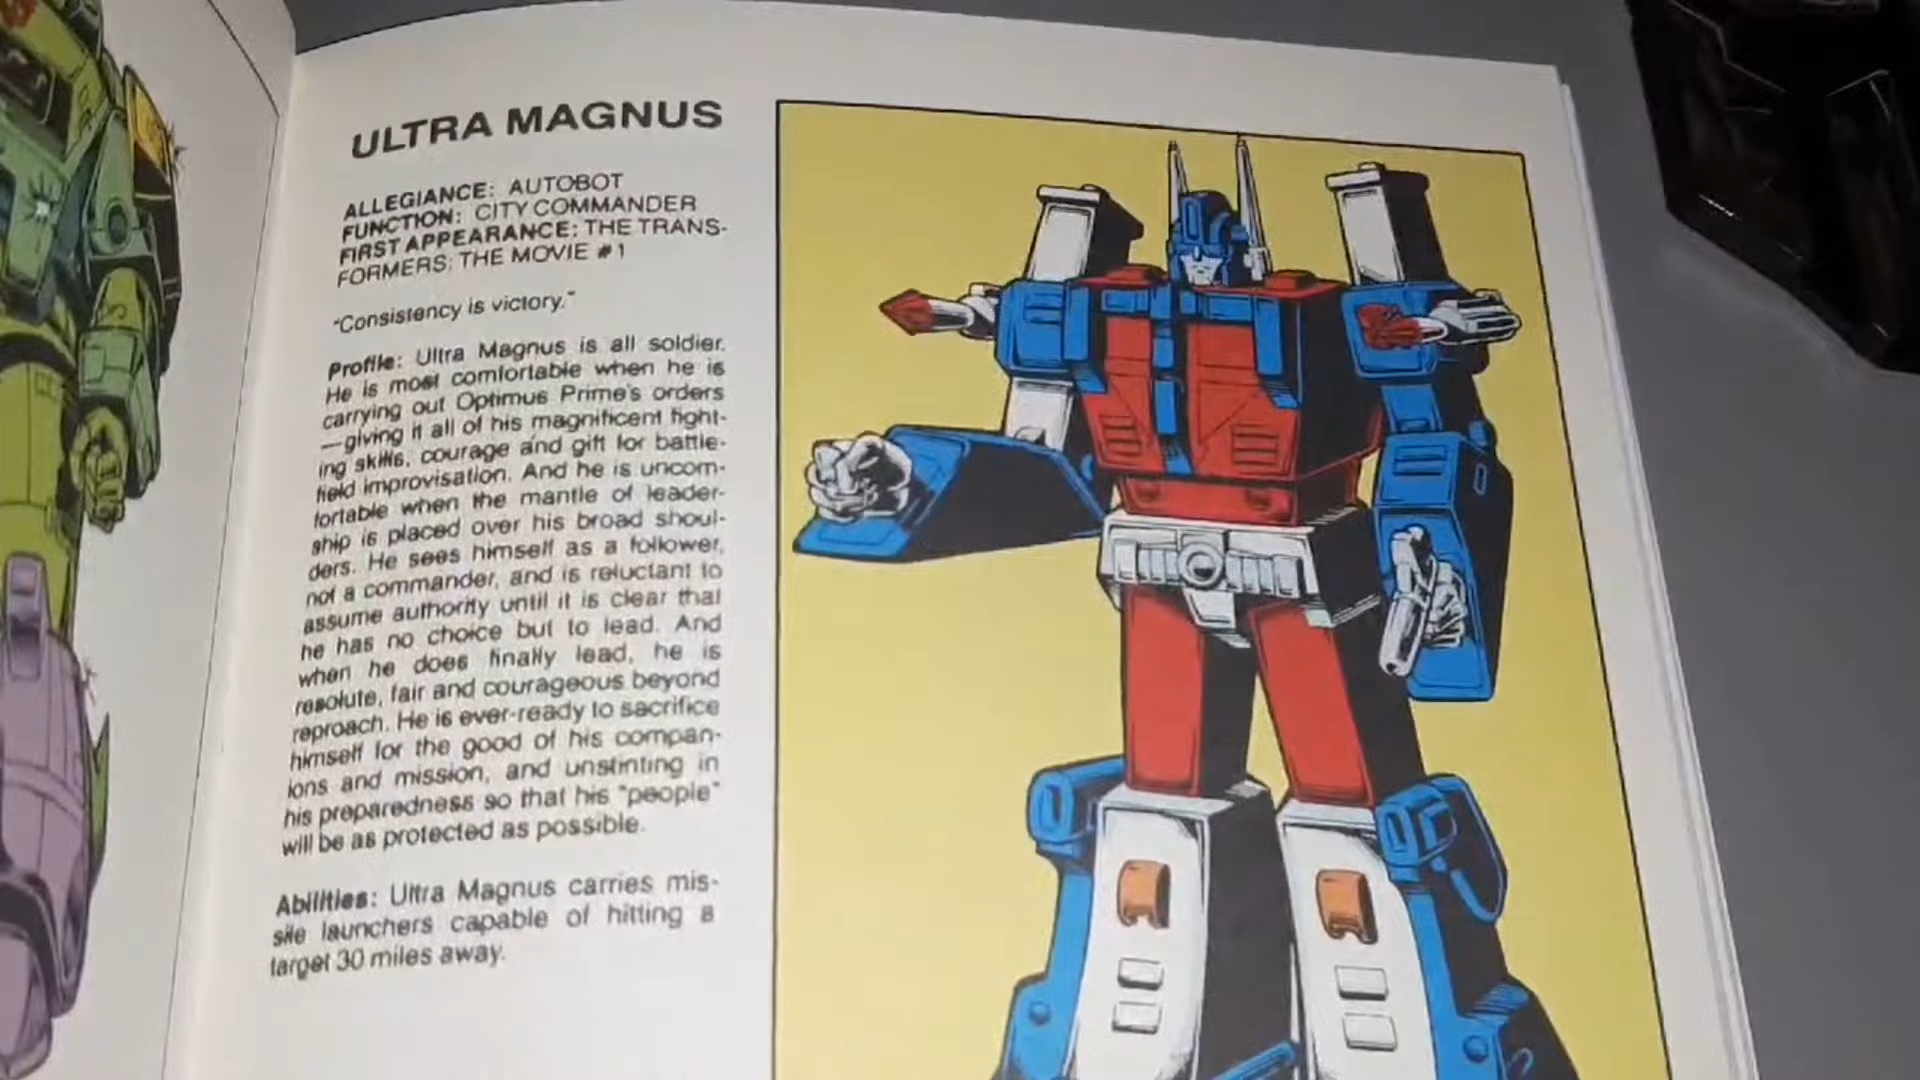 ULTRA MAGNUS
ALLEGIANCE: AUTOBOT
FUNCTION: CITY COMMANDER
FIRST APPEARANCE: THE TRANS-
FORMERS: THE MOVIE #1
"Consistency is victory."
Profile: Ultra Magnus is all soldier.
He is most comfortable when he is
carrying out Optimus Prime's orders
—giving it all of his magnificent fight-
ing skills, courage and gift for battle-
field improvisation. And he is uncom-
fortable when the mantle of leader-
ship is placed over his broad shoul-
ders. He sees himself as a follower,
not a commander, and is reluctant to
assume authority until it is clear that
he has no choice but to lead. And
when he does finally lead, he is
resolute, fair and courageous beyond
reproach. He is ever-ready to sacrifice
himself for the good of his compan-
ions and mission, and unstinting in
his preparedness so that his "people"
will be as protected as possible.
Abilities: Ultra Magnus carries mis-
sile launchers capable of hitting a
target 30 miles away.